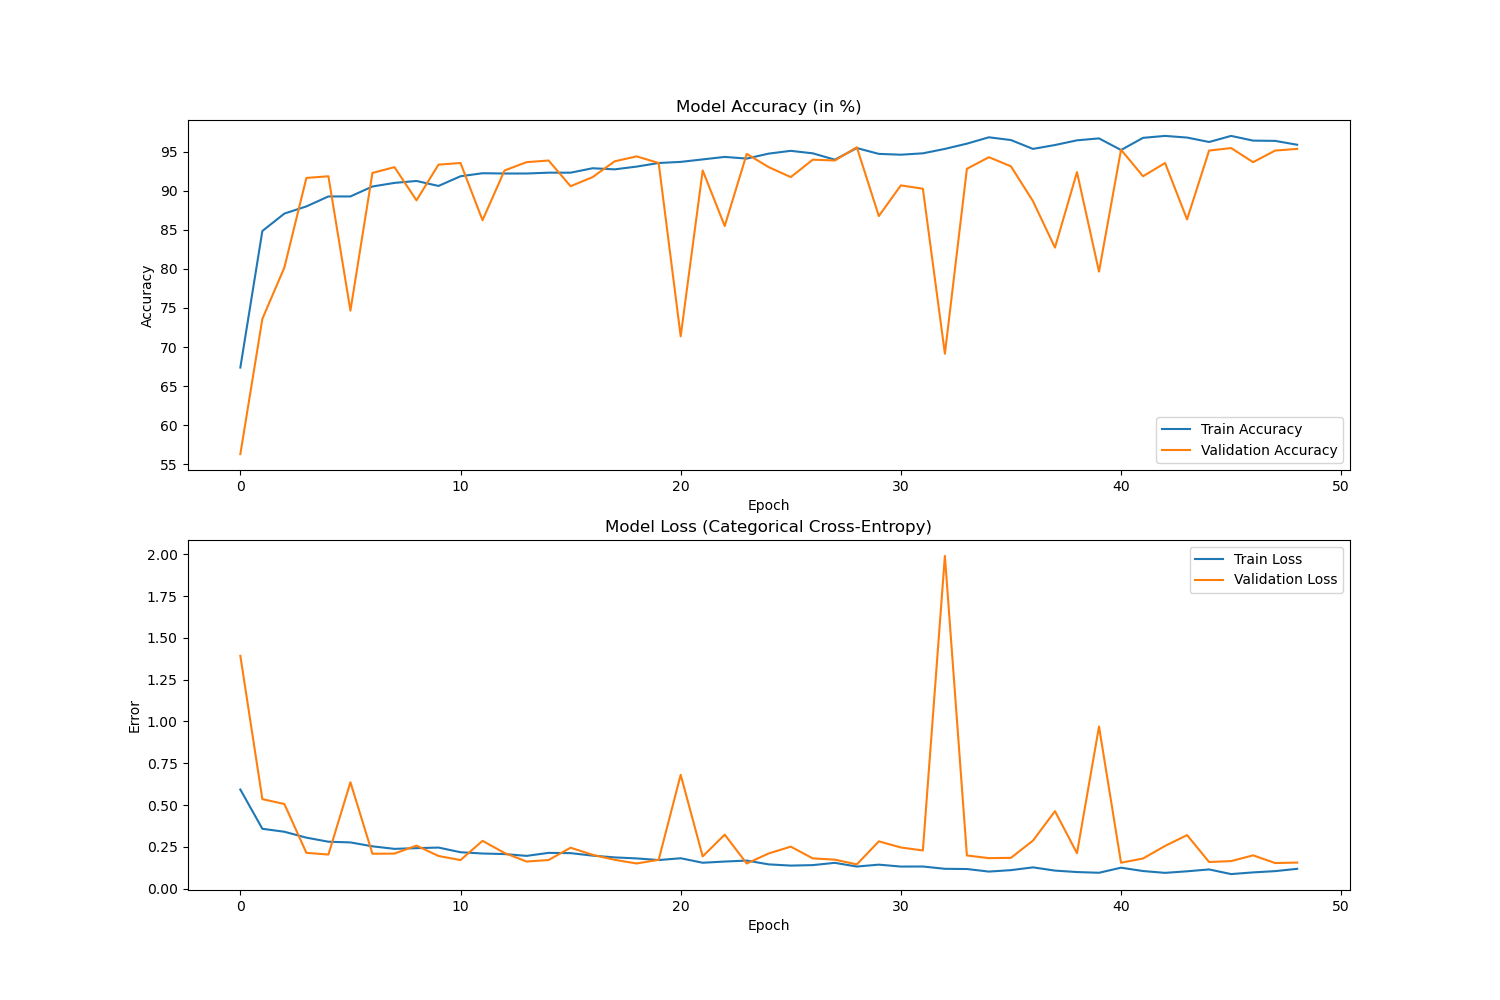 Model Accuracy (in %)
Accuracy
95
90
85
80
75
70
65
60
55
Train Accuracy
Validation Accuracy
0 10 20 30 40 50
Epoch
Model Loss (Categorical Cross-Entropy)
Error
2.00
1.75
1.50
1.25
1.00
0.75
0.50
0.25
0.00
Train Loss
Validation Loss
0 10 20 30 40 50
Epoch